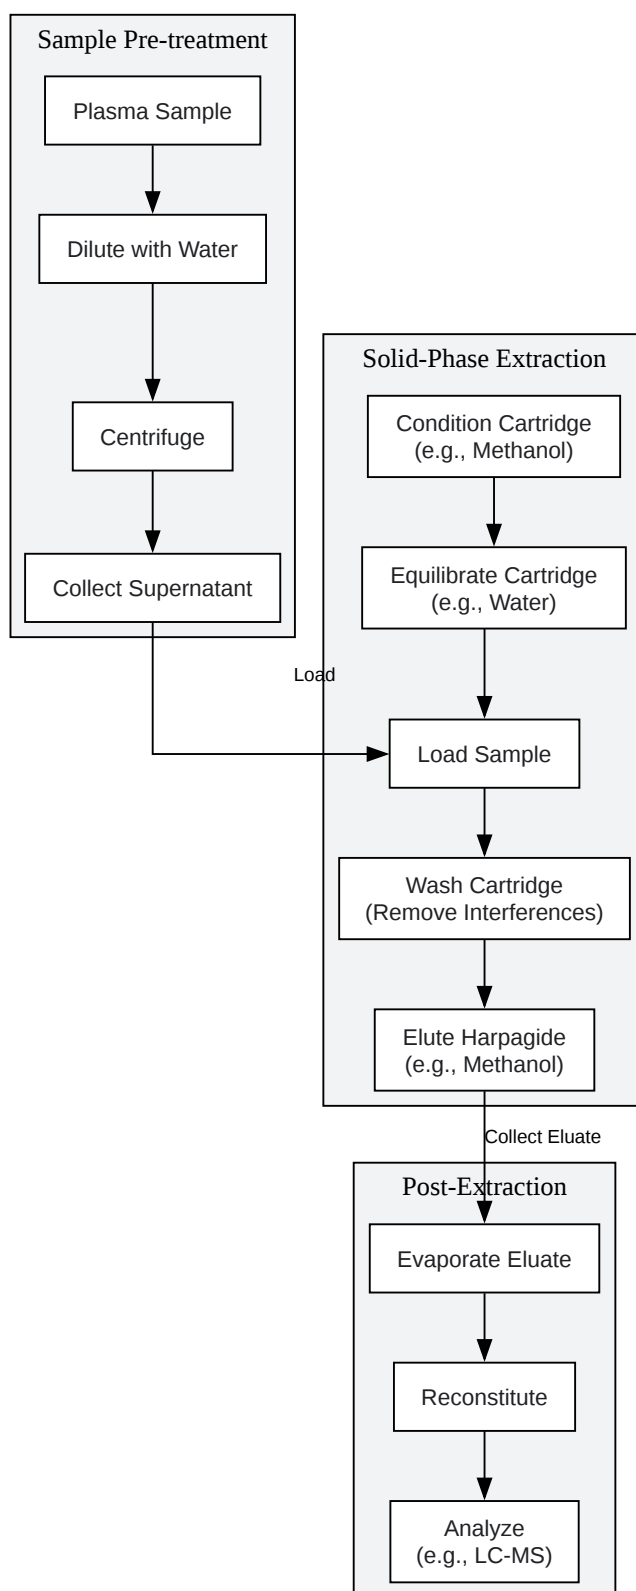 Sample Pre-treatment
Plasma Sample
Dilute with Water
Centrifuge
Collect Supernatant
Solid-Phase Extraction
Condition Cartridge
(e.g., Methanol)
Equilibrate Cartridge
(e.g., Water)
Load
Load Sample
Wash Cartridge
(Remove Interferences)
Elute Harpagide
(e.g., Methanol)
Collect Eluate
Post-Extraction
Evaporate Eluate
Reconstitute
Analyze
(e.g., LC-MS)